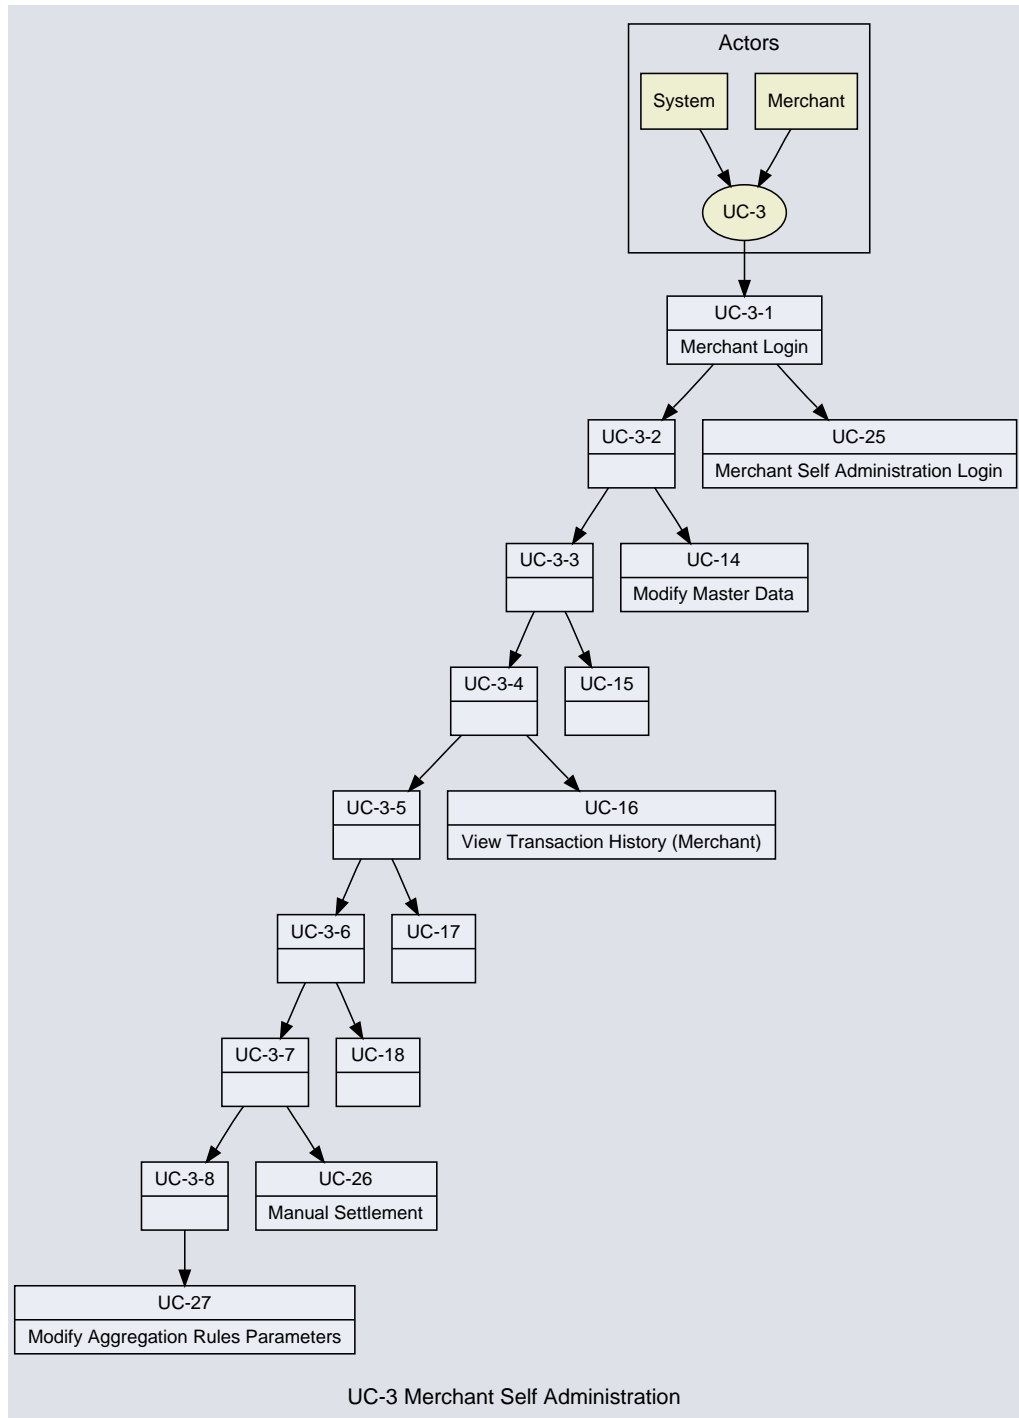 Actors
System
Merchant
UC-3
UC-3-1
Merchant Login
UC-3-2
UC-25
Merchant Self Administration Login
UC-3-3
UC-14
Modify Master Data
UC-3-4
UC-15
UC-3-5
UC-16
View Transaction History (Merchant)
UC-3-6
UC-17
UC-3-7
UC-18
UC-3-8
UC-26
Manual Settlement
UC-27
Modify Aggregation Rules Parameters
UC-3 Merchant Self Administration